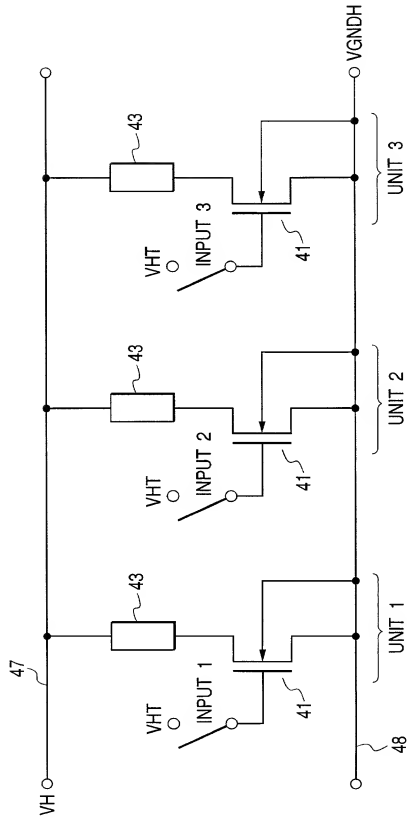 VH
47
43
43
43
VHT
INPUT 1
VHT
INPUT 2
VHT
INPUT 3
41
41
41
48
VGNDH
UNIT 1
UNIT 2
UNIT 3